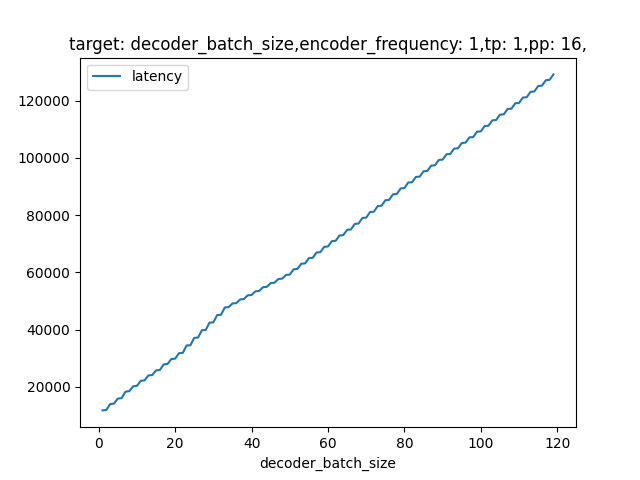 target: decoder_batch_size,encoder_frequency: 1,tp: 1,pp: 16,
latency
120000
100000
80000
60000
40000
20000
0 20 40 60 80 100 120
decoder_batch_size